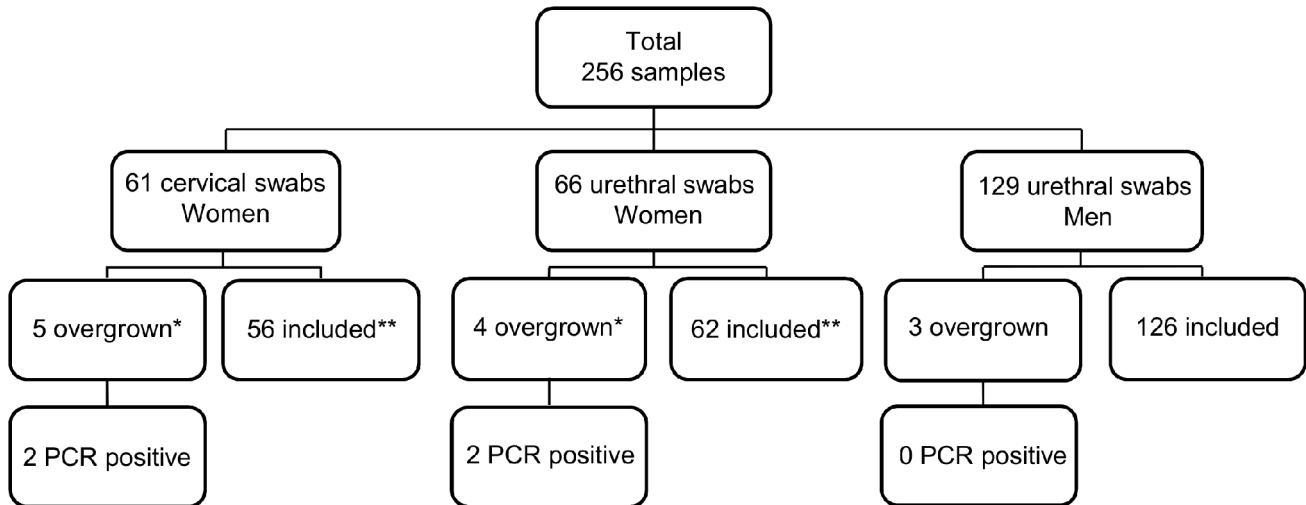 Total
256 samples
61 cervical swabs
Women
66 urethral swabs
Women
129 urethral swabs
Men
5 overgrown*
56 included**
4 overgrown*
62 included**
3 overgrown
126 included
2 PCR positive
2 PCR positive
0 PCR positive